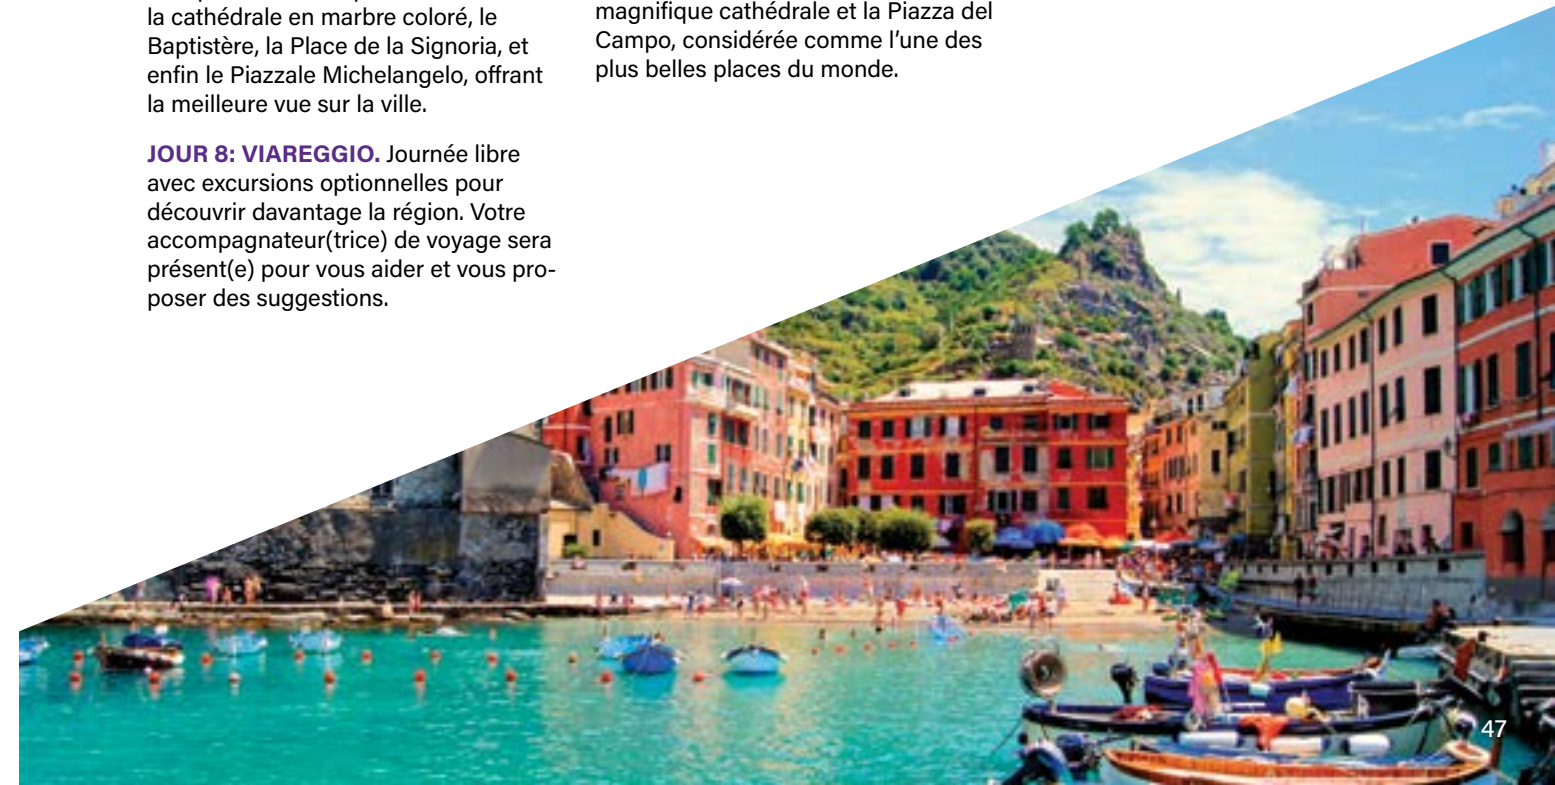 la cathédrale en marbre coloré, le
Baptistère, la Place de la Signoria, et
enfin le Piazzale Michelangelo, offrant
la meilleure vue sur la ville.
JOUR 8: VIAREGGIO. Journée libre
avec excursions optionnelles pour
découvrir davantage la région. Votre
accompagnateur(trice) de voyage sera
présent(e) pour vous aider et vous pro-
poser des suggestions.
magnifique cathédrale et la Piazza del
Campo, considérée comme l’une des
plus belles places du monde.
47